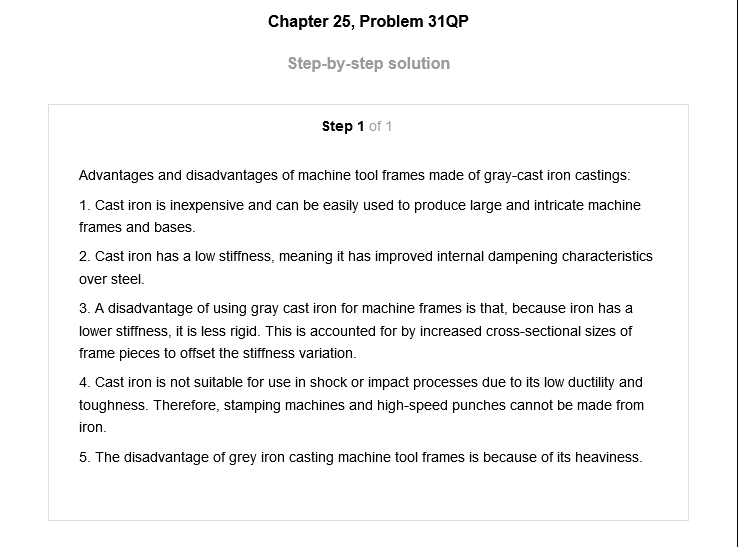 Chapter 25, Problem 31QP
Step-by-step solution
Step 1 of 1
Advantages and disadvantages of machine tool frames made of gray-cast iron castings:
1. Cast iron is inexpensive and can be easily used to produce large and intricate machine
frames and bases.
2. Cast iron has a low stiffness, meaning it has improved internal dampening characteristics
over steel.
3. A disadvantage of using gray cast iron for machine frames is that, because iron has a
lower stiffness, it is less rigid. This is accounted for by increased cross-sectional sizes of
frame pieces to offset the stiffness variation.
4. Cast iron is not suitable for use in shock or impact processes due to its low ductility and
toughness. Therefore, stamping machines and high-speed punches cannot be made from
iron.
5. The disadvantage of grey iron casting machine tool frames is because of its heaviness.